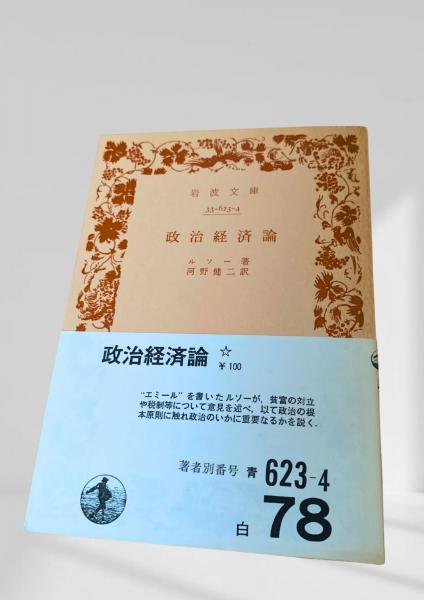 岩波文庫
33-623-4
政治経済論
ルソー著
河野健二訳
政治経済論 ☆
¥100
“エミール”を書いたルソーが、貧富の対立
や税制等について意見を述べ、以て政治の根
本原則に触れ政治のいかに重要なるかを説く.
著者別番号 青 623-4
白 78